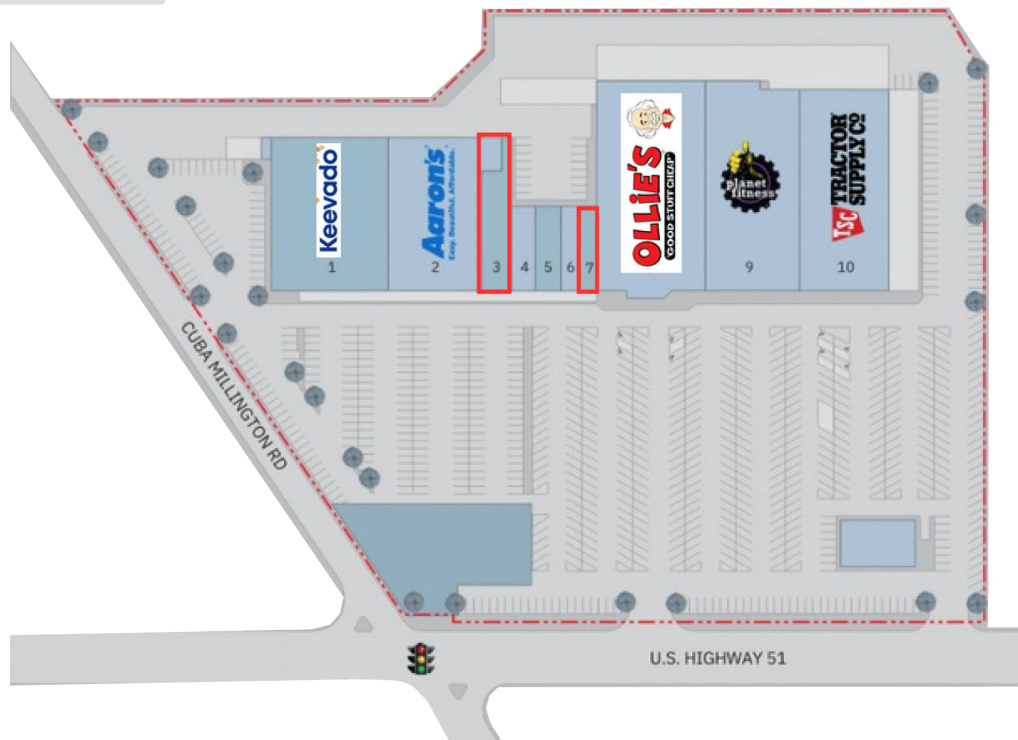 Keevado
1
Aaron's
Easy. Beautiful. Affordable.
2
3
4
5
6
7
OLLiE'S
GOOD STUFF CHEAP
planet
fitness
9
TSC
TRACTOR
SUPPLY CO
10
CUBA MILLINGTON RD
U.S. HIGHWAY 51